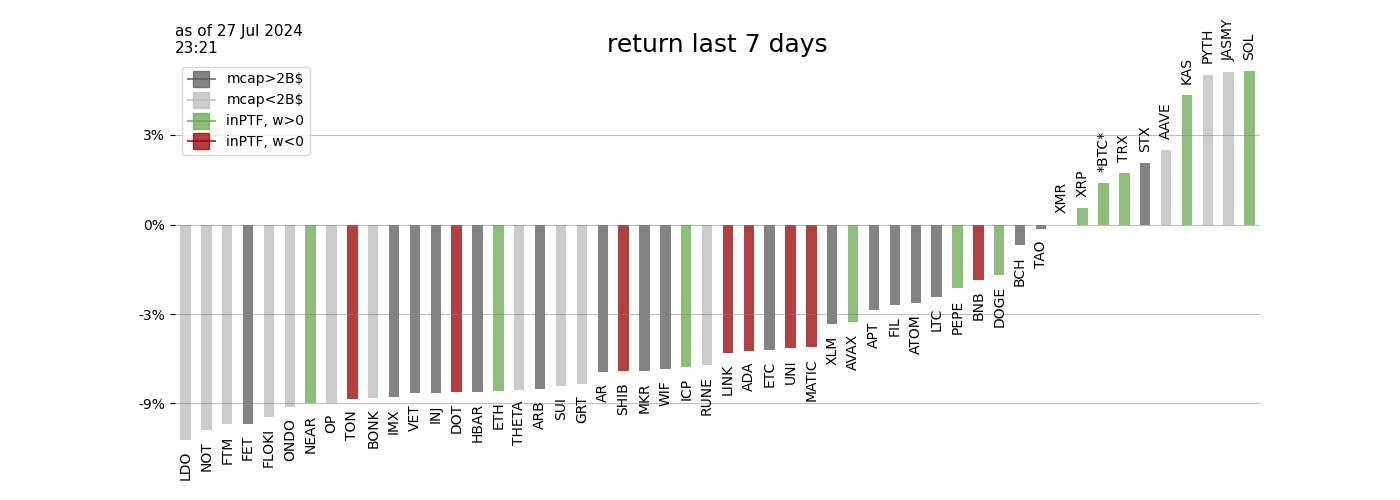 as of 27 Jul 2024
23:21
return last 7 days
mcap>2B$
mcap<2B$
inPTF, w>0
inPTF, w<0
3%
0%
-3%
-9%
LDO
NOT
FTM
FET
FLOKI
ONDO
NEAR
OP
TON
BONK
IMX
VET
INJ
DOT
HBAR
ETH
THETA
ARB
SUI
GRT
AR
SHIB
MKR
WIF
ICP
RUNE
LINK
ADA
ETC
UNI
MATIC
XLM
AVAX
APT
FIL
ATOM
LTC
PEPE
BNB
DOGE
BCH
TAO
XMR
XRP
*BTC*
TRX
STX
AAVE
KAS
PYTH
JASMY
SOL